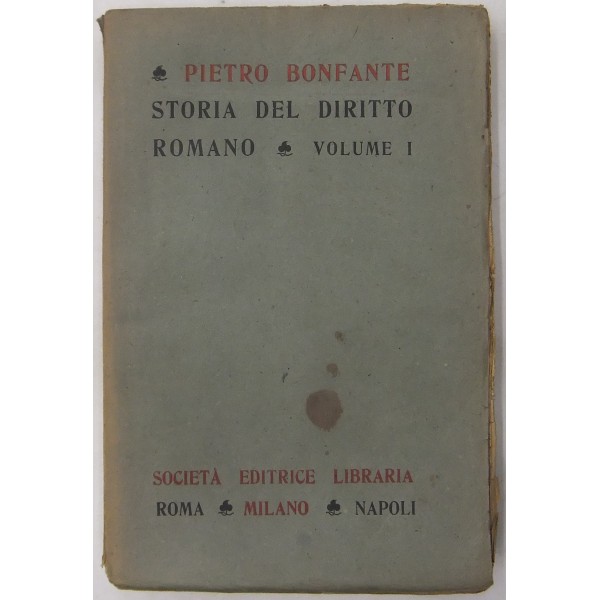 PIETRO BONFANTE
STORIA DEL DIRITTO
ROMANO VOLUME I
SOCIETÀ EDITRICE LIBRARIA
ROMA MILANO NAPOLI